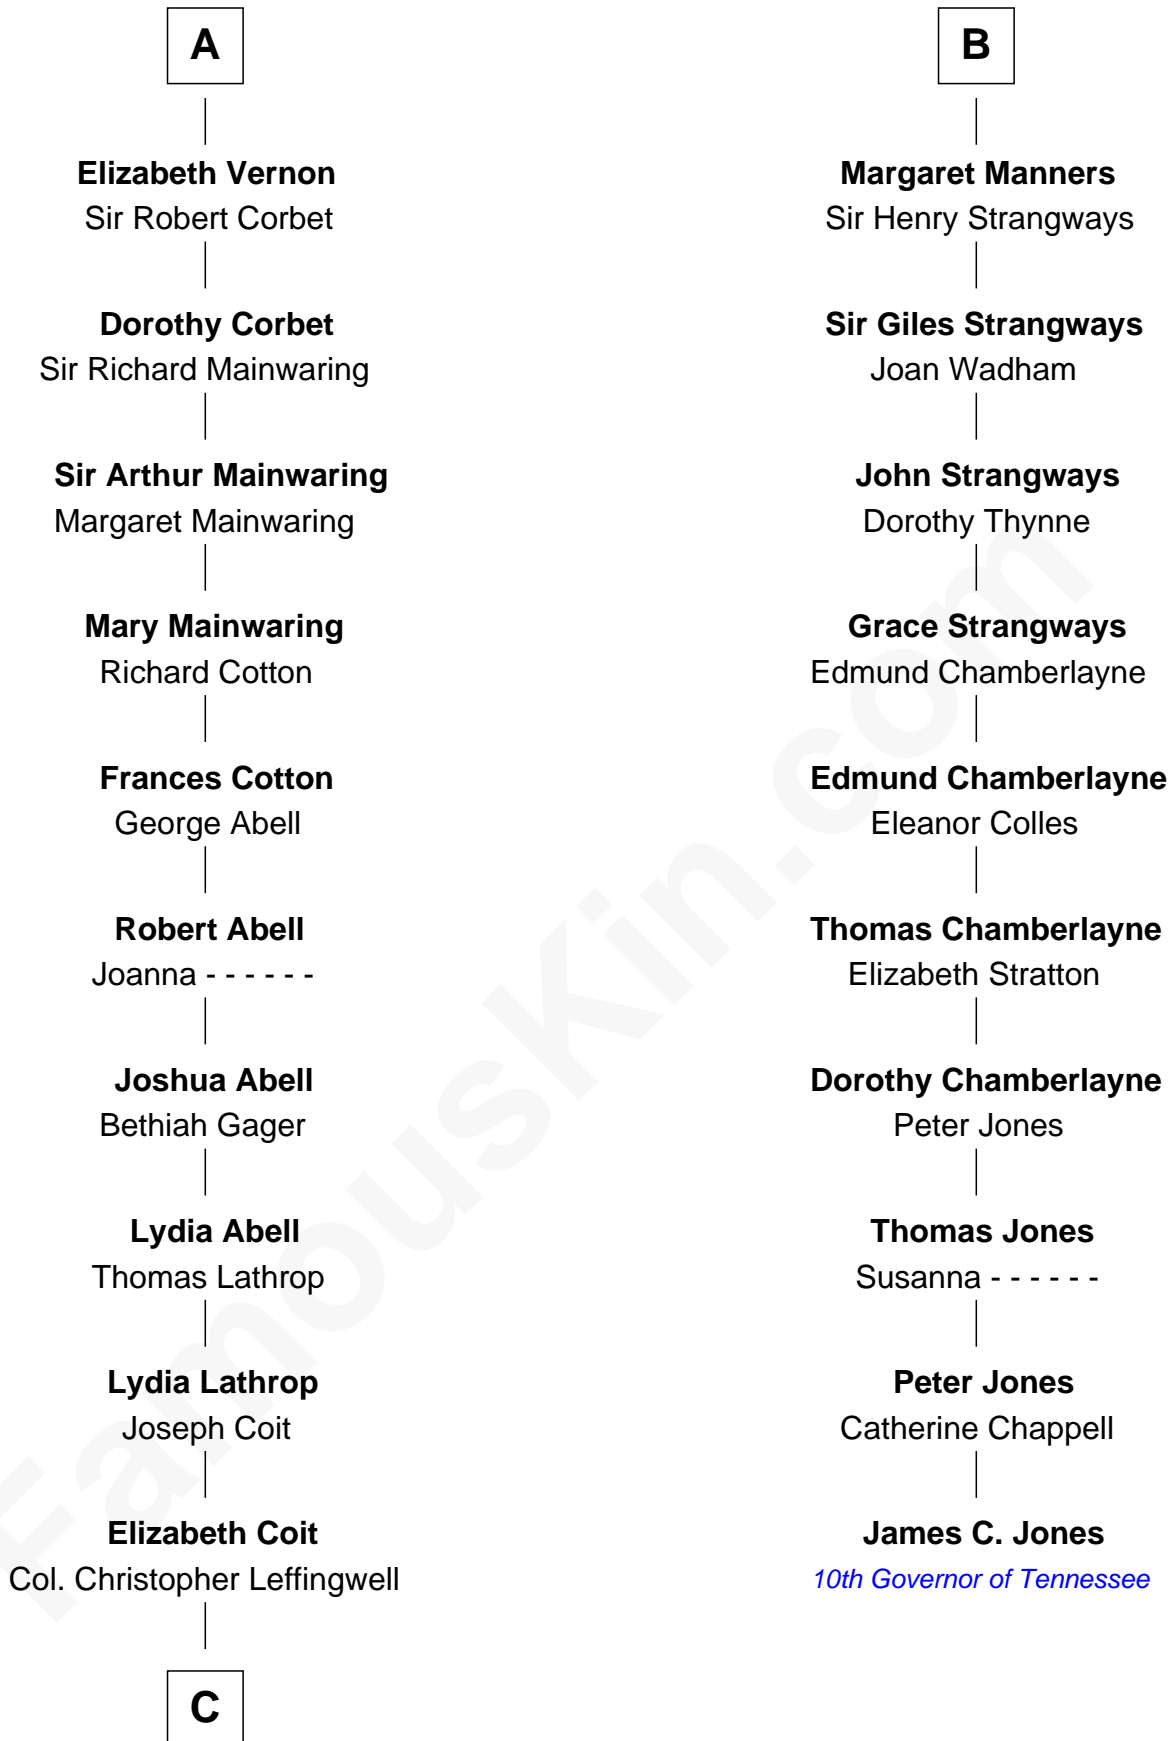 A
Elizabeth Vernon
Sir Robert Corbet
Dorothy Corbet
Sir Richard Mainwaring
Sir Arthur Mainwaring
Margaret Mainwaring
Mary Mainwaring
Richard Cotton
Frances Cotton
George Abell
Robert Abell
Joanna - - - - - -
Joshua Abell
Bethiah Gager
Lydia Abell
Thomas Lathrop
Lydia Lathrop
Joseph Coit
Elizabeth Coit
Col. Christopher Leffingwell
C
B
Margaret Manners
Sir Henry Strangways
Sir Giles Strangways
Joan Wadham
John Strangways
Dorothy Thynne
Grace Strangways
Edmund Chamberlayne
Edmund Chamberlayne
Eleanor Colles
Thomas Chamberlayne
Elizabeth Stratton
Dorothy Chamberlayne
Peter Jones
Thomas Jones
Susanna - - - - - -
Peter Jones
Catherine Chappell
James C. Jones
10th Governor of Tennessee
FamousKin.com